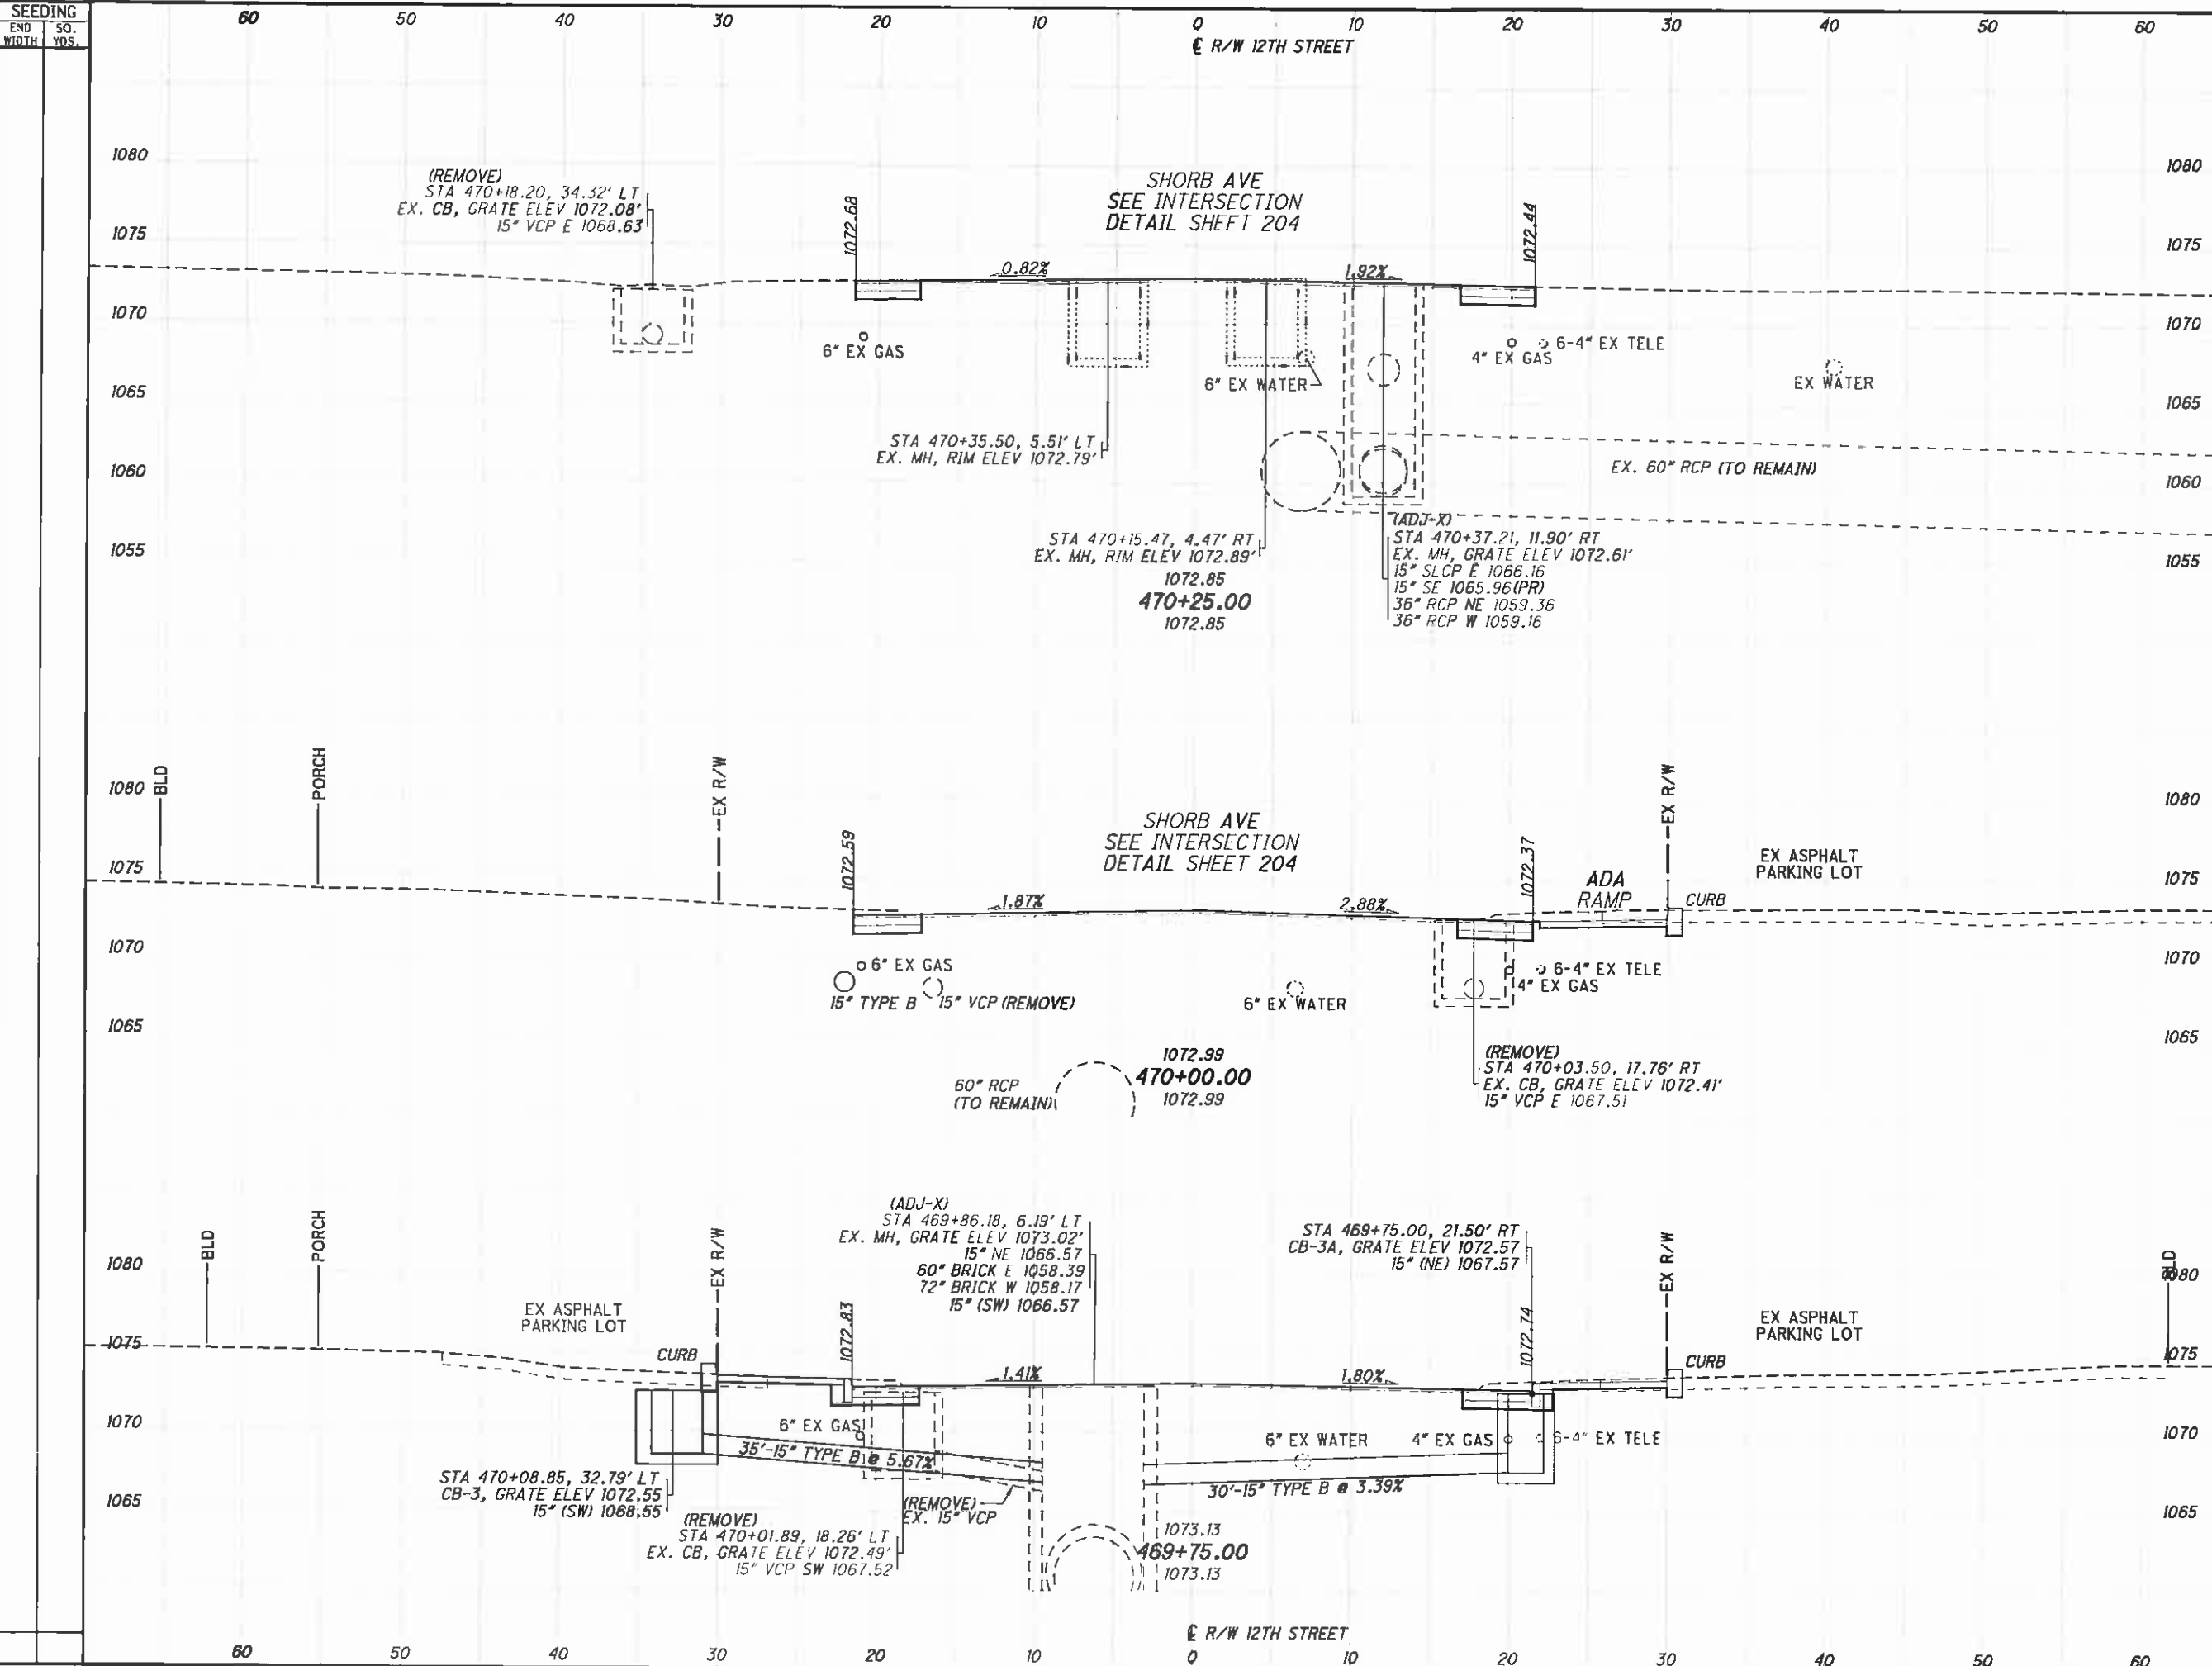 SEEDING
END WIDTH
SQ. YDS.
60 50 40 30 20 10 0 10 20 30 40 50 60
℄ R/W 12TH STREET
1080
1075
1070
1065
1060
1055
(REMOVE)
STA 470+18.20, 34.32' LT
EX. CB, GRATE ELEV 1072.08'
15" VCP E 1068.63
1072.68
SHORB AVE
SEE INTERSECTION
DETAIL SHEET 204
1072.44
0.82%
1.92%
6" EX GAS
6" EX WATER
4" EX GAS
6-4" EX TELE
EX WATER
STA 470+35.50, 5.51' LT
EX. MH, RIM ELEV 1072.79'
EX. 60" RCP (TO REMAIN)
STA 470+15.47, 4.47' RT
EX. MH, RIM ELEV 1072.89'
(ADJ-X)
STA 470+37.21, 11.90' RT
EX. MH, GRATE ELEV 1072.61'
15" SLCP E 1066.16
15" SE 1065.96(PR)
36" RCP NE 1059.36
36" RCP W 1059.16
1072.85
470+25.00
1072.85
1080
1075
1070
1065
1060
1055
1080
1075
1070
1065
BLD
PORCH
EX R/W
1072.59
SHORB AVE
SEE INTERSECTION
DETAIL SHEET 204
1072.37
EX R/W
EX ASPHALT
PARKING LOT
ADA
RAMP
CURB
1.87%
2.88%
6" EX GAS
15" TYPE B
15" VCP (REMOVE)
6" EX WATER
6-4" EX TELE
4" EX GAS
60" RCP
(TO REMAIN)
1072.99
470+00.00
1072.99
(REMOVE)
STA 470+03.50, 17.76' RT
EX. CB, GRATE ELEV 1072.41'
15" VCP E 1067.51
1080
1075
1070
1065
1080
1075
1070
1065
BLD
PORCH
EX R/W
EX ASPHALT
PARKING LOT
CURB
1072.83
(ADJ-X)
STA 469+86.18, 6.19' LT
EX. MH, GRATE ELEV 1073.02'
15" NE 1066.57
60" BRICK E 1058.39
72" BRICK W 1058.17
15" (SW) 1066.57
STA 469+75.00, 21.50' RT
CB-3A, GRATE ELEV 1072.57
15" (NE) 1067.57
1072.74
EX R/W
EX ASPHALT
PARKING LOT
CURB
BLD
1.41%
1.80%
6" EX GAS
35'-15" TYPE B @ 5.67%
6" EX WATER
4" EX GAS
6-4" EX TELE
30'-15" TYPE B @ 3.39%
STA 470+08.85, 32.79' LT
CB-3, GRATE ELEV 1072.55
15" (SW) 1068.55
(REMOVE)
EX. 15" VCP
(REMOVE)
STA 470+01.89, 18.26' LT
EX. CB, GRATE ELEV 1072.49'
15" VCP SW 1067.52
1073.13
469+75.00
1073.13
1080
1075
1070
1065
℄ R/W 12TH STREET
60 50 40 30 20 10 0 10 20 30 40 50 60